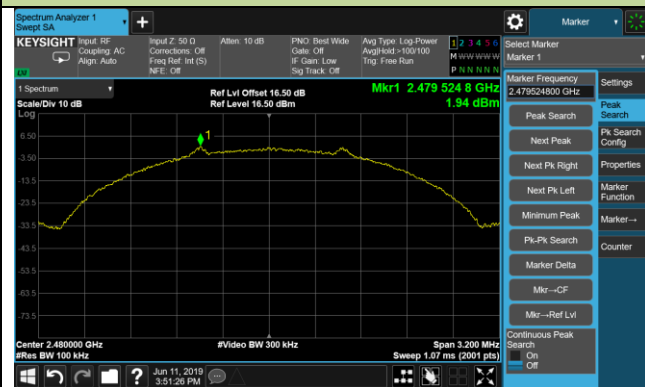 Spectrum Analyzer 1
Swept SA
Marker
KEYSIGHT
Input: RF
Coupling: AC
Align: Auto
Input Z: 50 Ω
Corrections: Off
Freq Ref: Int (S)
NFE: Off
Atten: 10 dB
PNO: Best Wide
Gate: Off
IF Gain: Low
Sig Track: Off
Avg Type: Log-Power
Avg|Hold:>100/100
Trig: Free Run
1 2 3 4 5 6
M W W W W W
P N N N N N
LXI
Select Marker
Marker 1
1 Spectrum
Scale/Div 10 dB
Log
Ref Lvl Offset 16.50 dB
Ref Level 16.50 dBm
Mkr1 2.479 524 8 GHz
1.94 dBm
1
6.50
-3.50
-13.5
-23.5
-33.5
-43.5
-53.5
-63.5
-73.5
Center 2.480000 GHz
#Res BW 100 kHz
#Video BW 300 kHz
Span 3.200 MHz
Sweep 1.07 ms (2001 pts)
Marker Frequency
2.479524800 GHz
Peak Search
Next Peak
Next Pk Right
Next Pk Left
Minimum Peak
Pk-Pk Search
Marker Delta
Mkr→CF
Mkr→Ref Lvl
Continuous Peak
Search
On
Off
Settings
Peak
Search
Pk Search
Config
Properties
Marker
Function
Marker→
Counter
Jun 11, 2019
3:51:26 PM